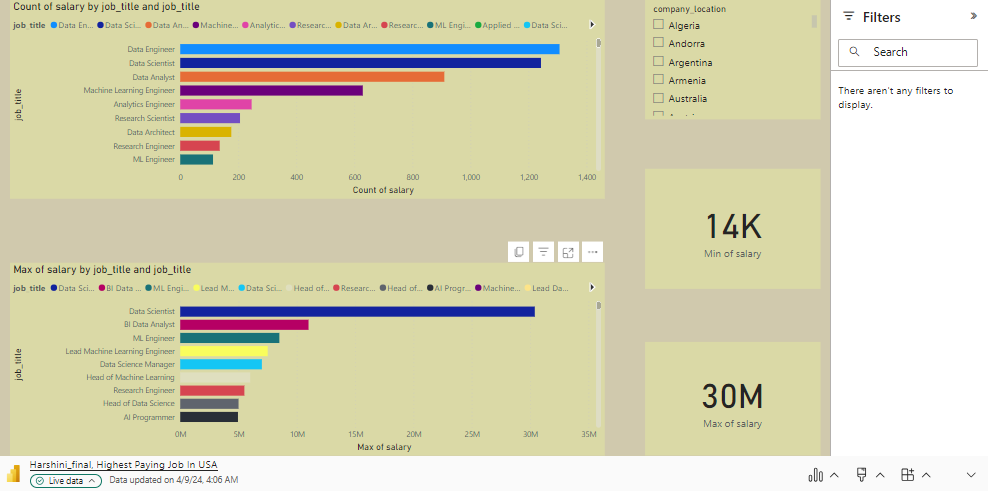 Count of salary by job_title and job_title
job_title Data En... Data Sci... Data An... Machine... Analytic... Researc... Data Ar... Researc... ML Engi... Applied ... Data Sci...
job_title
Data Engineer
Data Scientist
Data Analyst
Machine Learning Engineer
Analytics Engineer
Research Scientist
Data Architect
Research Engineer
ML Engineer
0 200 400 600 800 1,000 1,200 1,400
Count of salary
company_location
Algeria
Andorra
Argentina
Armenia
Australia
14K
Min of salary
Max of salary by job_title and job_title
job_title Data Sci... BI Data ... ML Engi... Lead M... Data Sci... Head of... Researc... Head of... AI Progr... Machine... Lead Da...
job_title
Data Scientist
BI Data Analyst
ML Engineer
Lead Machine Learning Engineer
Data Science Manager
Head of Machine Learning
Research Engineer
Head of Data Science
AI Programmer
0M 5M 10M 15M 20M 25M 30M 35M
Max of salary
30M
Max of salary
Filters
Search
There aren't any filters to
display.
Harshini_final, Highest Paying Job In USA
Live data
Data updated on 4/9/24, 4:06 AM